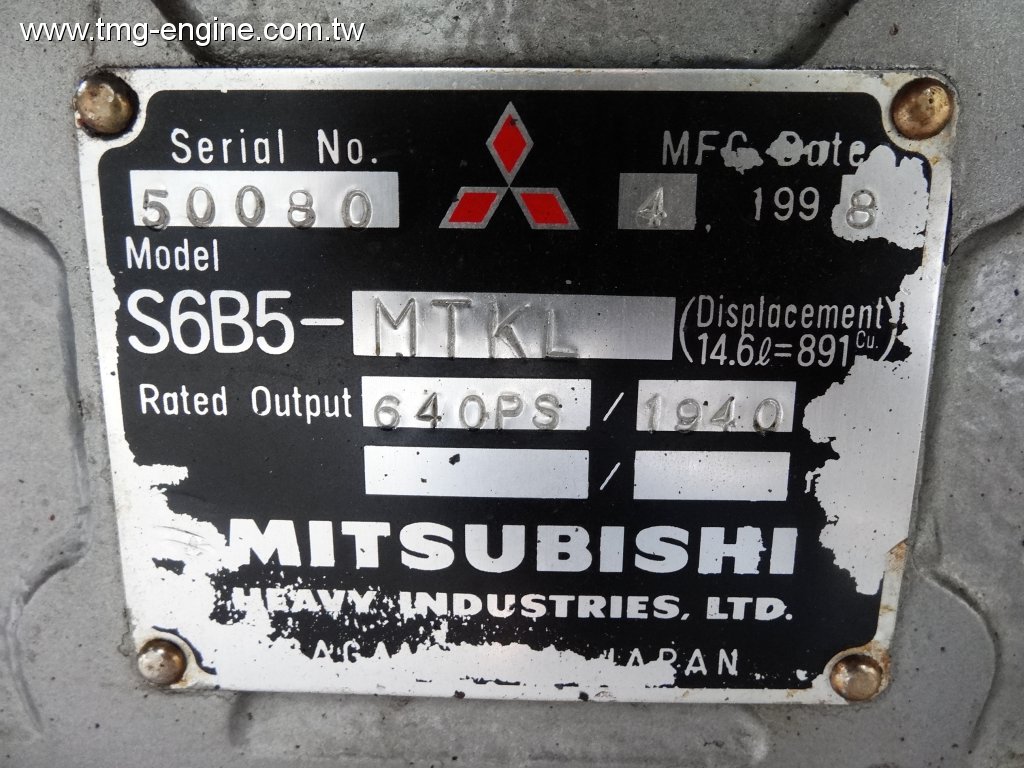 www.tmg-engine.com.tw
Serial No. MFG Date
50080 4. 1998
Model
S6B5-MTKL (Displacement
14.6ℓ=891 Cu.)
Rated Output 640PS / 1940
/
MITSUBISHI
HEAVY INDUSTRIES, LTD.
JAPAN